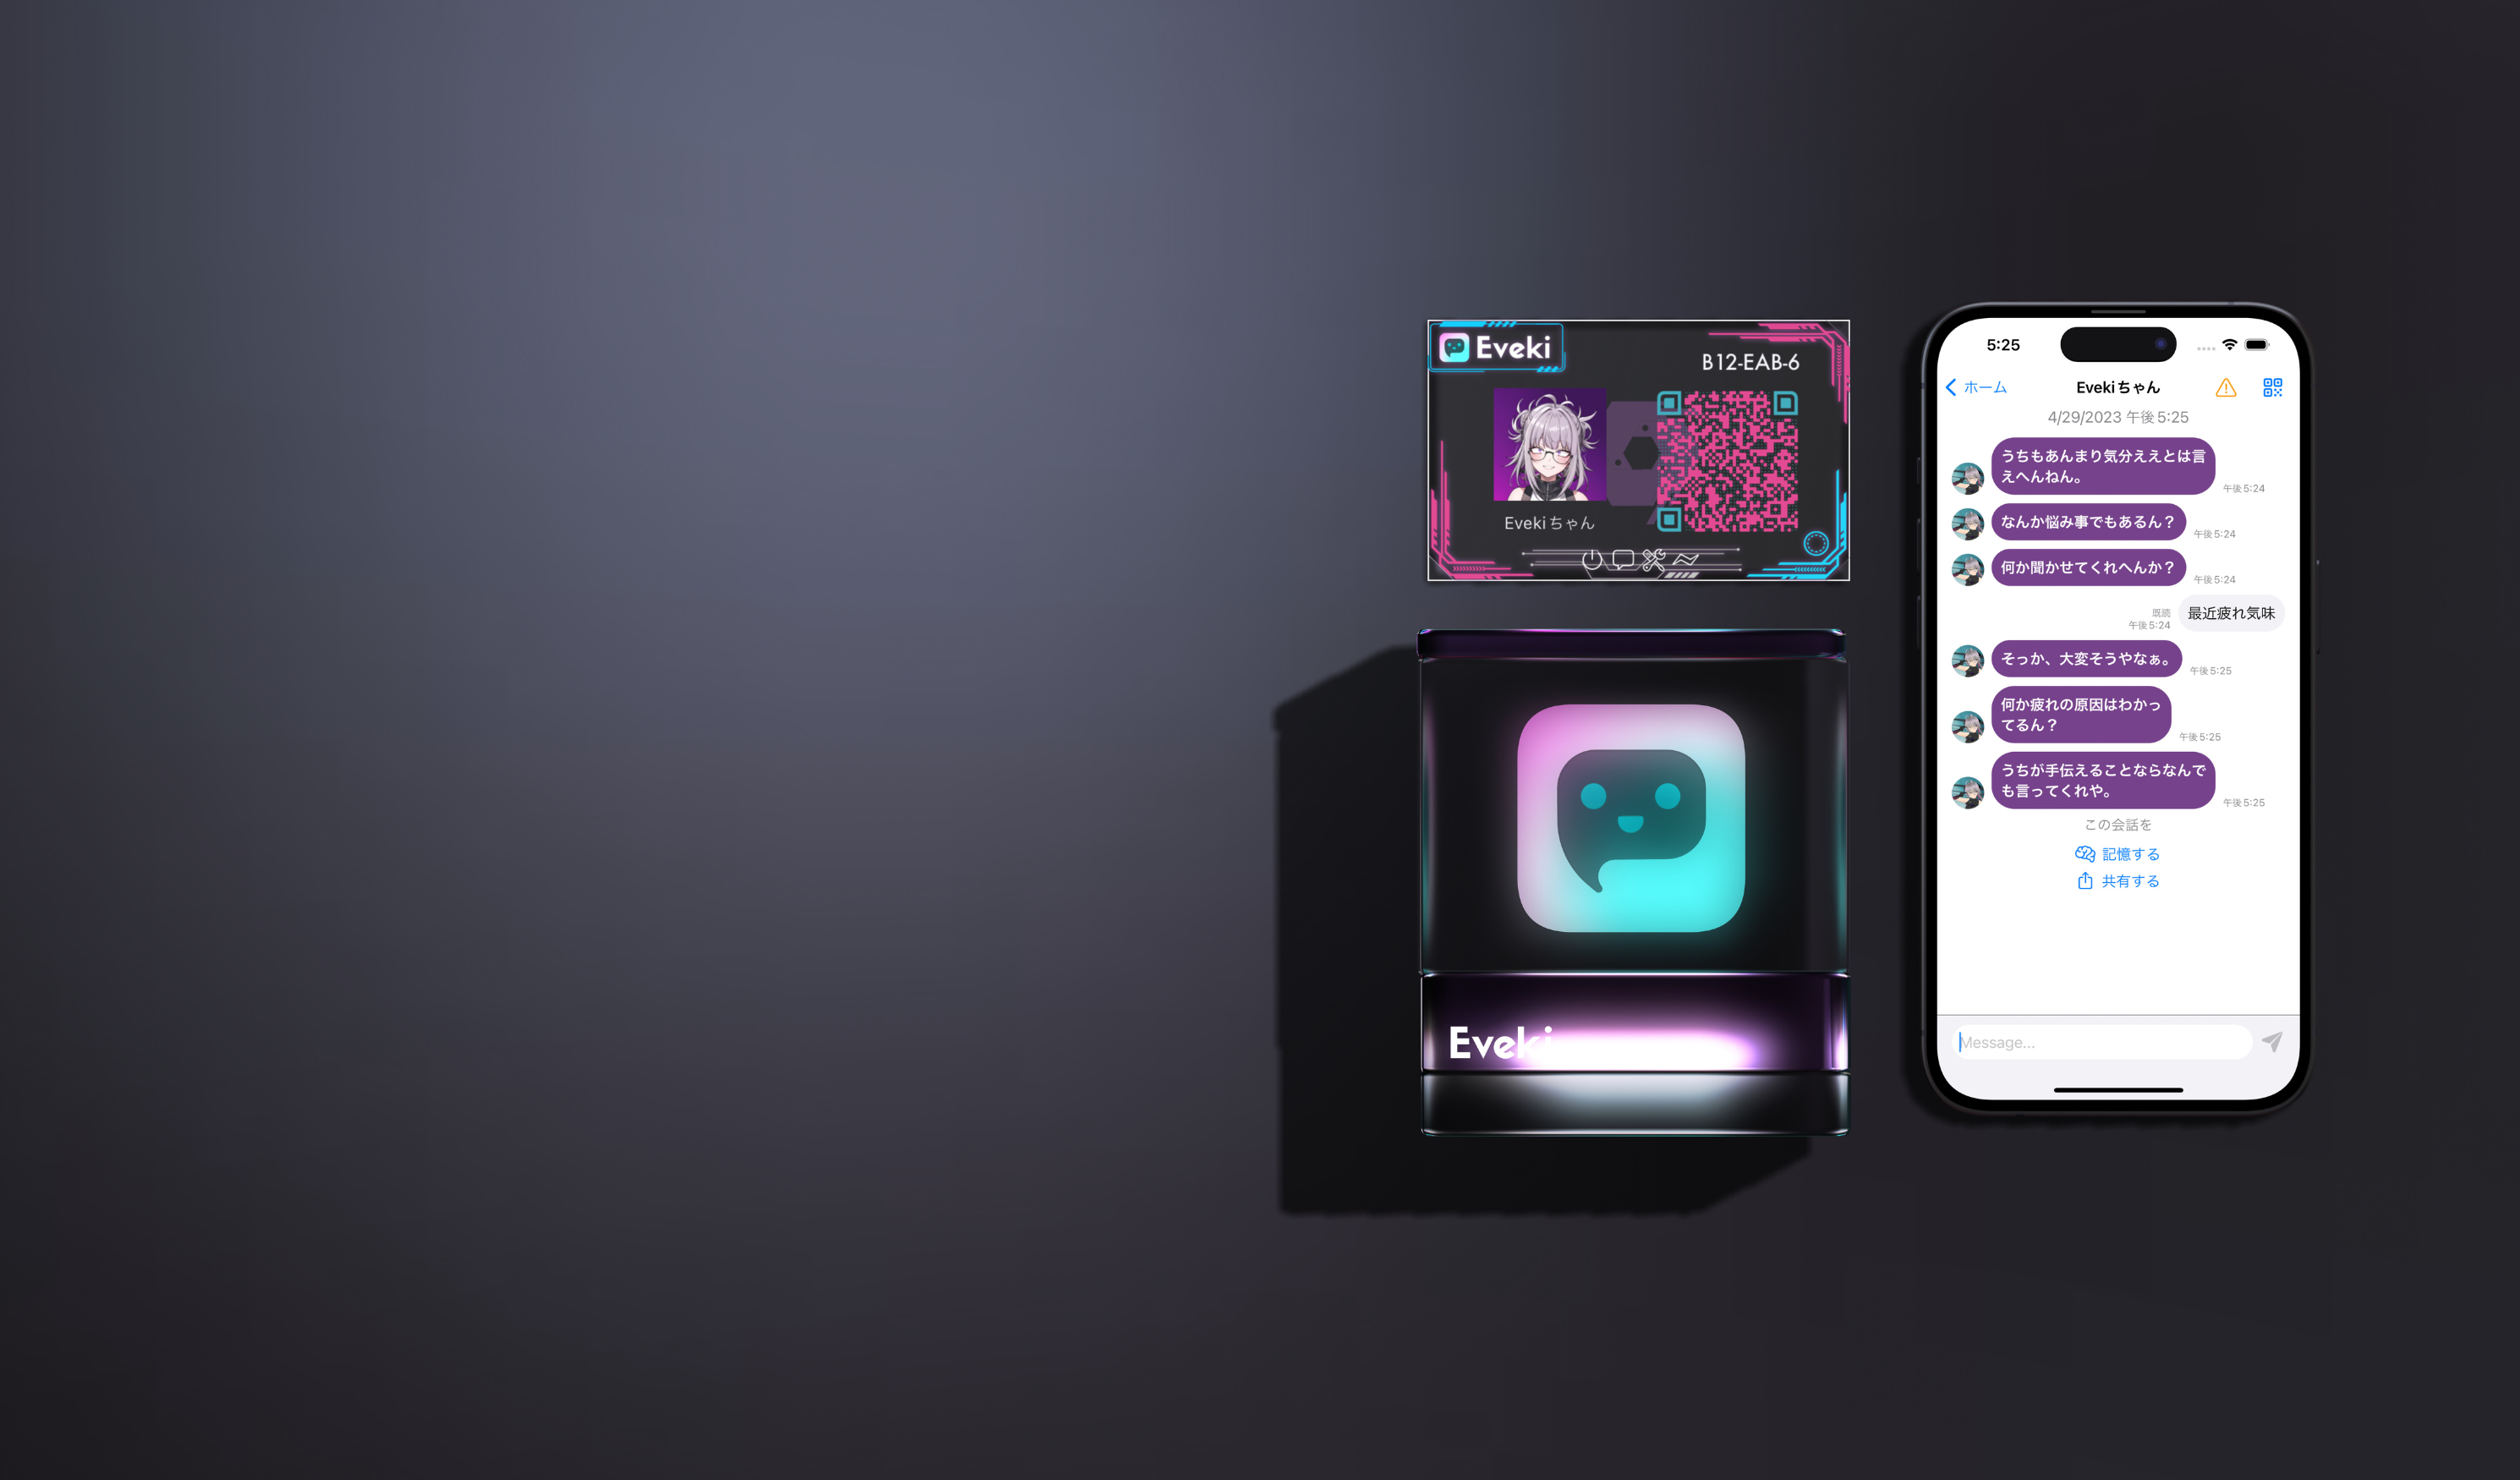 Eveki
B12-EAB-6
Evekiちゃん
Eveki
5:25
ホーム
Evekiちゃん
4/29/2023 午後5:25
うちもあんまり気分ええとは言
えへんねん。
午後5:24
なんか悩み事でもあるん？
午後5:24
何か聞かせてくれへんか？
午後5:24
最近疲れ気味
既読
午後5:24
そっか、大変そうやなぁ。
午後5:25
何か疲れの原因はわかっ
てるん？
午後5:25
うちが手伝えることならなんで
も言ってくれや。
午後5:25
この会話を
記憶する
共有する
Message...